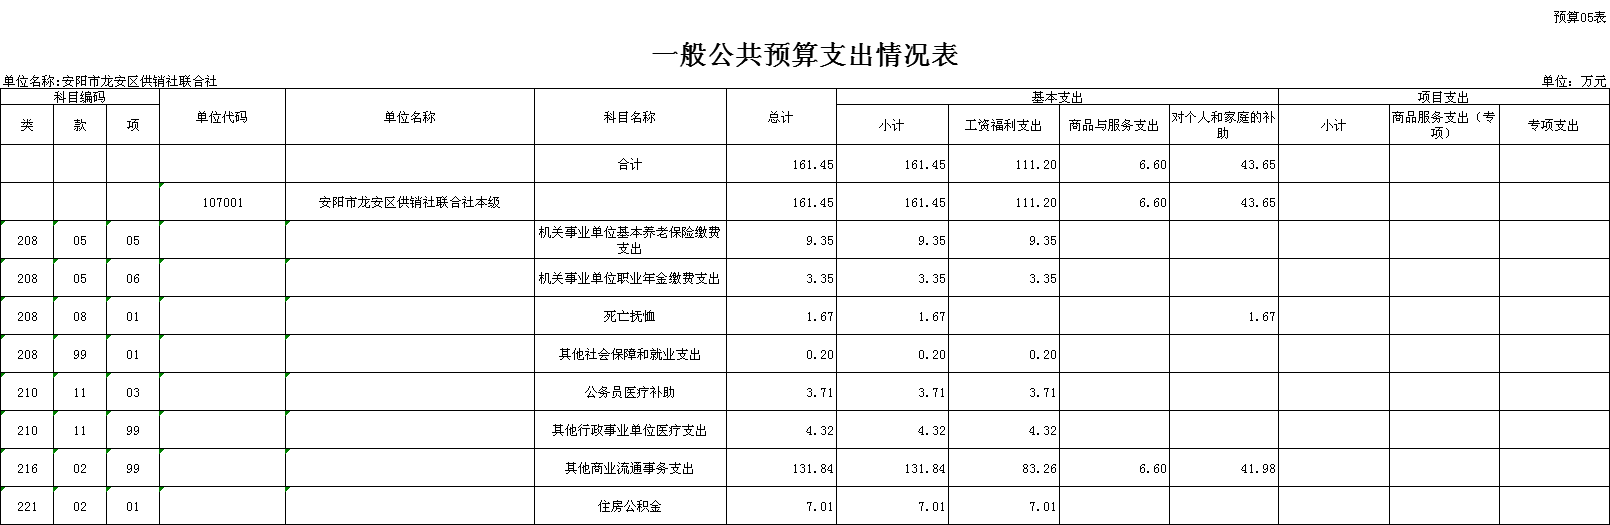 预算05表
一般公共预算支出情况表
单位名称:安阳市龙安区供销社联合社 单位：万元
科目编码 单位代码 单位名称 科目名称 总计 基本支出 项目支出
类 款 项 小计 工资福利支出 商品与服务支出 对个人和家庭的补助 小计 商品服务支出（专项） 专项支出
合计 161.45 161.45 111.20 6.60 43.65
107001 安阳市龙安区供销社联合社本级 161.45 161.45 111.20 6.60 43.65
208 05 05 机关事业单位基本养老保险缴费支出 9.35 9.35 9.35
208 05 06 机关事业单位职业年金缴费支出 3.35 3.35 3.35
208 08 01 死亡抚恤 1.67 1.67 1.67
208 99 01 其他社会保障和就业支出 0.20 0.20 0.20
210 11 03 公务员医疗补助 3.71 3.71 3.71
210 11 99 其他行政事业单位医疗支出 4.32 4.32 4.32
216 02 99 其他商业流通事务支出 131.84 131.84 83.26 6.60 41.98
221 02 01 住房公积金 7.01 7.01 7.01